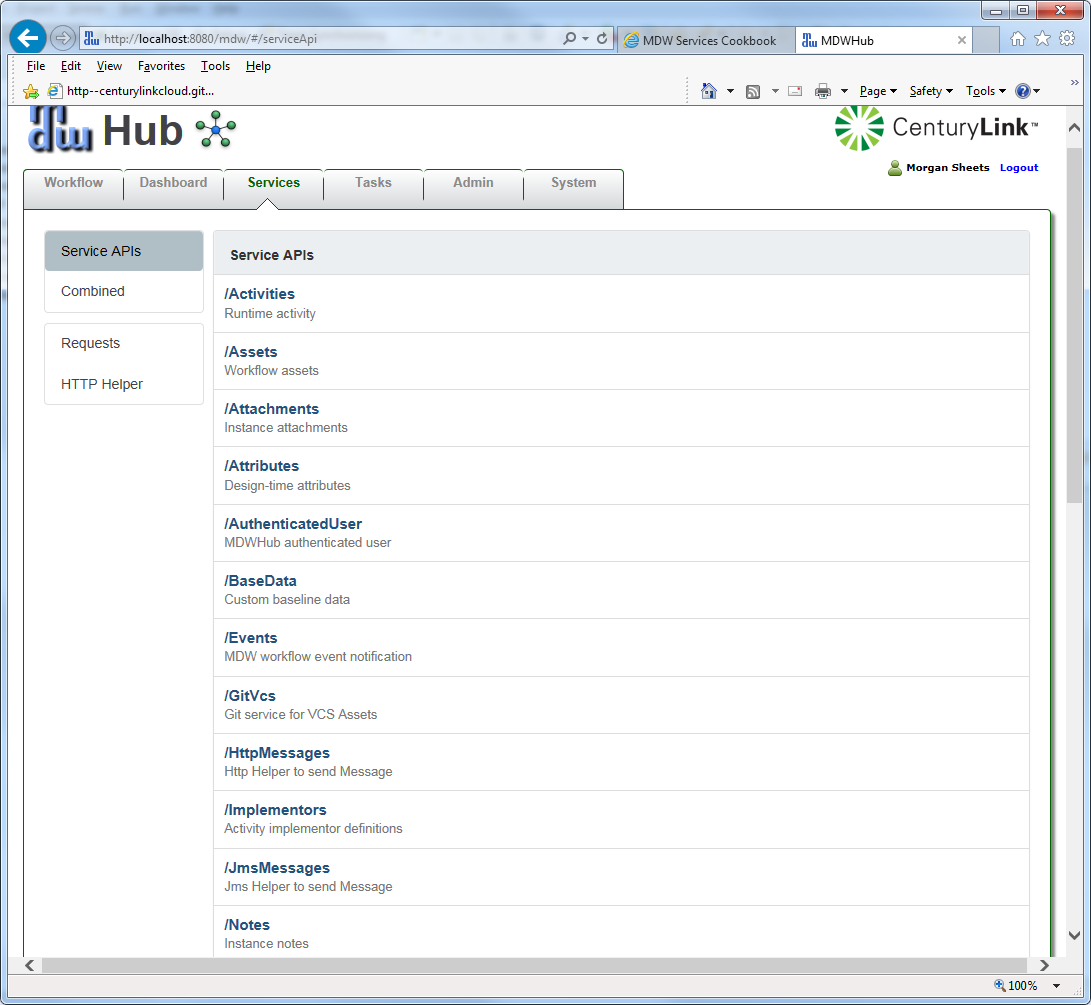 http://localhost:8080/mdw/#/serviceApi
MDW Services Cookbook
MDWHub
File Edit View Favorites Tools Help
http--centurylinkcloud.git...
Page Safety Tools
mdw Hub
CenturyLink™
Morgan Sheets Logout
Workflow Dashboard Services Tasks Admin System
Service APIs
Combined
Requests
HTTP Helper
Service APIs
/Activities
Runtime activity
/Assets
Workflow assets
/Attachments
Instance attachments
/Attributes
Design-time attributes
/AuthenticatedUser
MDWHub authenticated user
/BaseData
Custom baseline data
/Events
MDW workflow event notification
/GitVcs
Git service for VCS Assets
/HttpMessages
Http Helper to send Message
/Implementors
Activity implementor definitions
/JmsMessages
Jms Helper to send Message
/Notes
Instance notes
100%